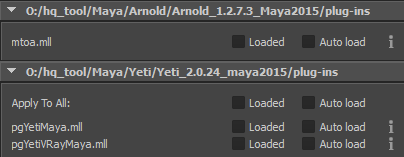 O:/hq_tool/Maya/Arnold/Arnold_1.2.7.3_Maya2015/plug-ins
mtoa.mll Loaded Auto load i
O:/hq_tool/Maya/Yeti/Yeti_2.0.24_maya2015/plug-ins
Apply To All: Loaded Auto load
pgYetiMaya.mll Loaded Auto load i
pgYetiVRayMaya.mll Loaded Auto load i